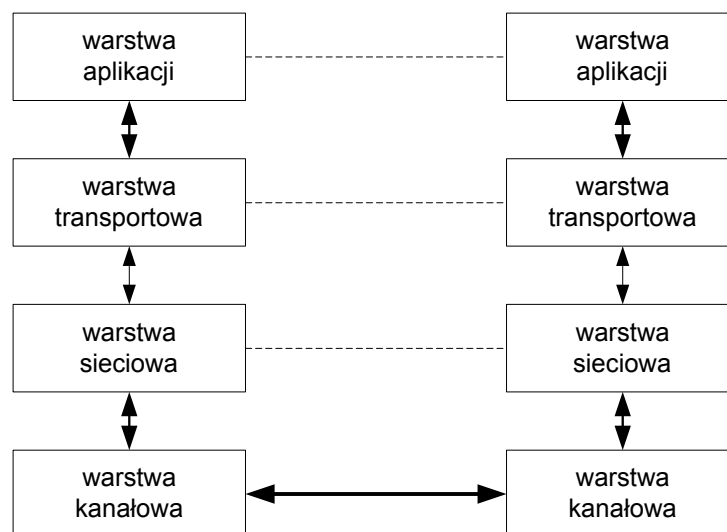 warstwa
aplikacji
warstwa
aplikacji
warstwa
transportowa
warstwa
transportowa
warstwa
sieciowa
warstwa
sieciowa
warstwa
kanałowa
warstwa
kanałowa